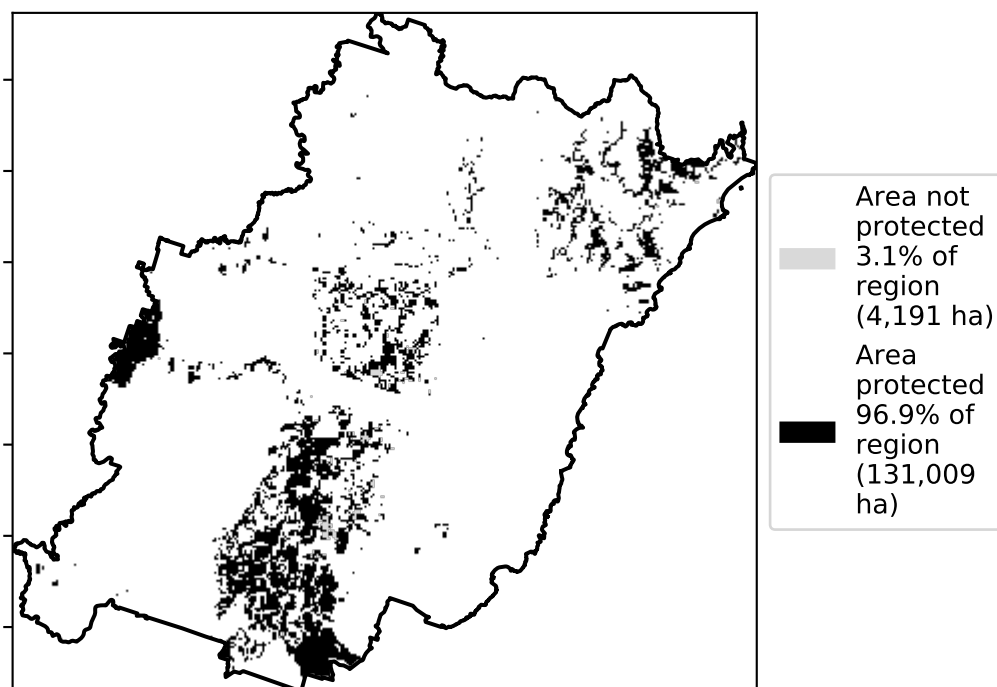 Area not
protected
3.1% of
region
(4,191 ha)
Area
protected
96.9% of
region
(131,009
ha)